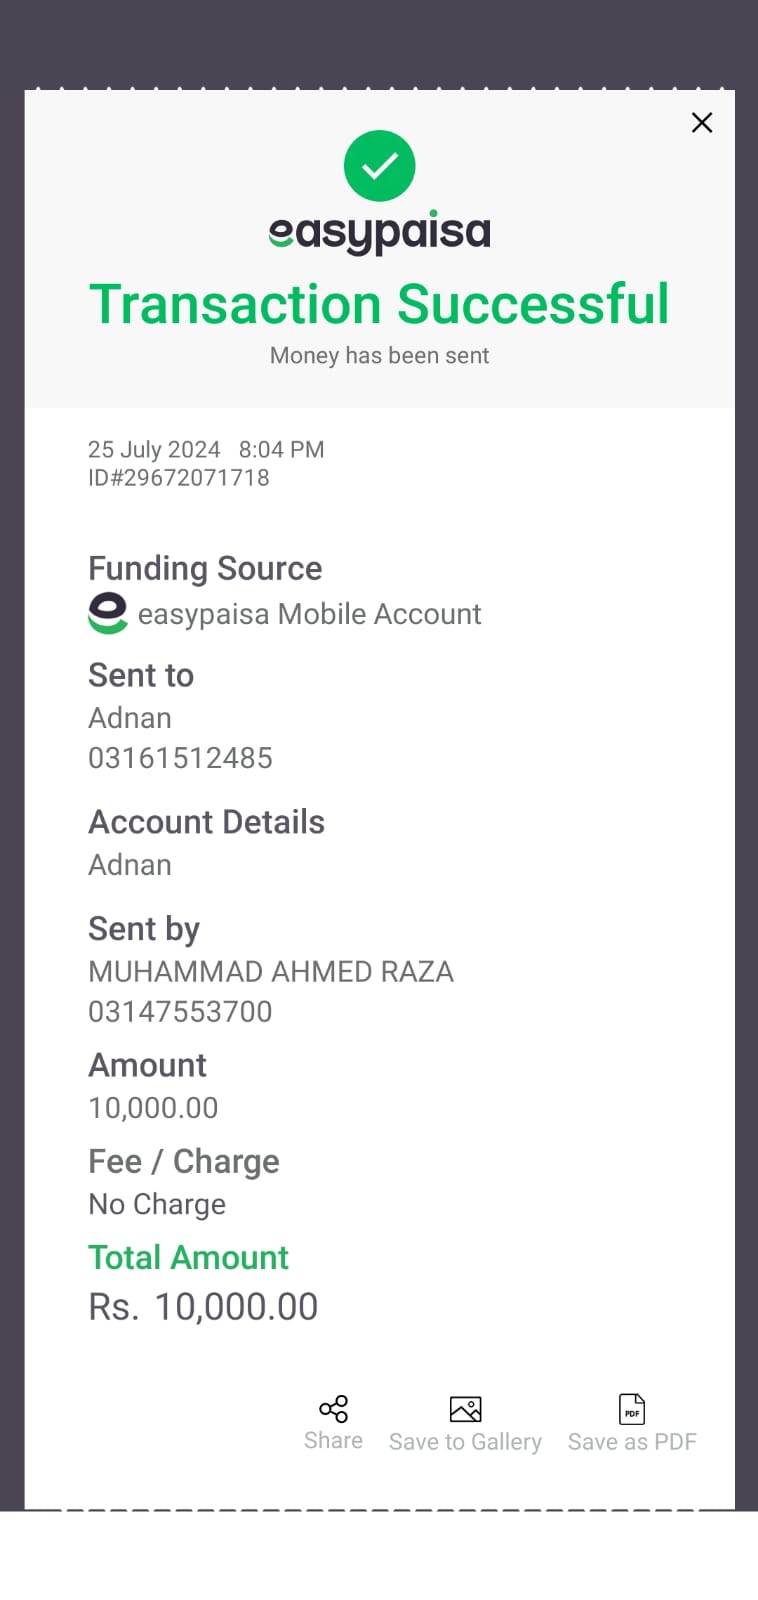 easypaisa
Transaction Successful
Money has been sent
25 July 2024 8:04 PM
ID#29672071718
Funding Source
easypaisa Mobile Account
Sent to
Adnan
03161512485
Account Details
Adnan
Sent by
MUHAMMAD AHMED RAZA
03147553700
Amount
10,000.00
Fee / Charge
No Charge
Total Amount
Rs. 10,000.00
PDF
Share Save to Gallery Save as PDF